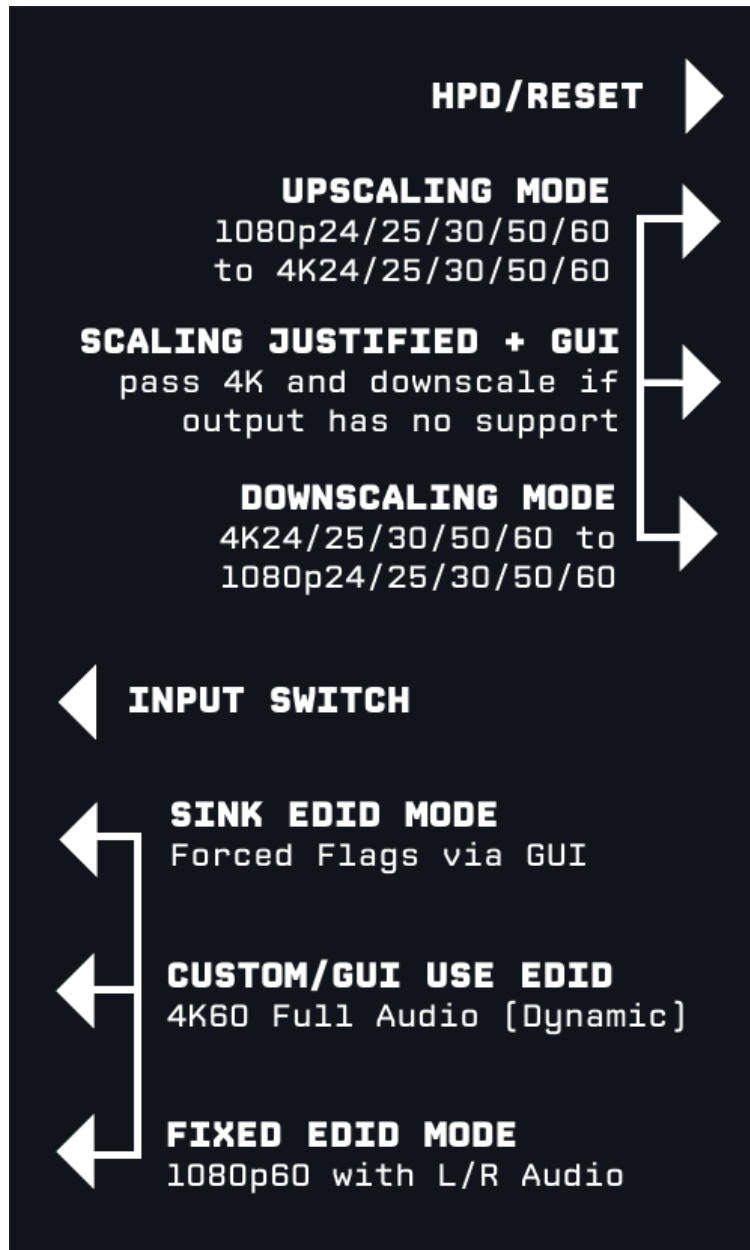 HPD/RESET
UPSCALING MODE
1080p24/25/30/50/60
to 4K24/25/30/50/60
SCALING JUSTIFIED + GUI
pass 4K and downscale if
output has no support
DOWNSCALING MODE
4K24/25/30/50/60 to
1080p24/25/30/50/60
INPUT SWITCH
SINK EDID MODE
Forced Flags via GUI
CUSTOM/GUI USE EDID
4K60 Full Audio [Dynamic]
FIXED EDID MODE
1080p60 with L/R Audio